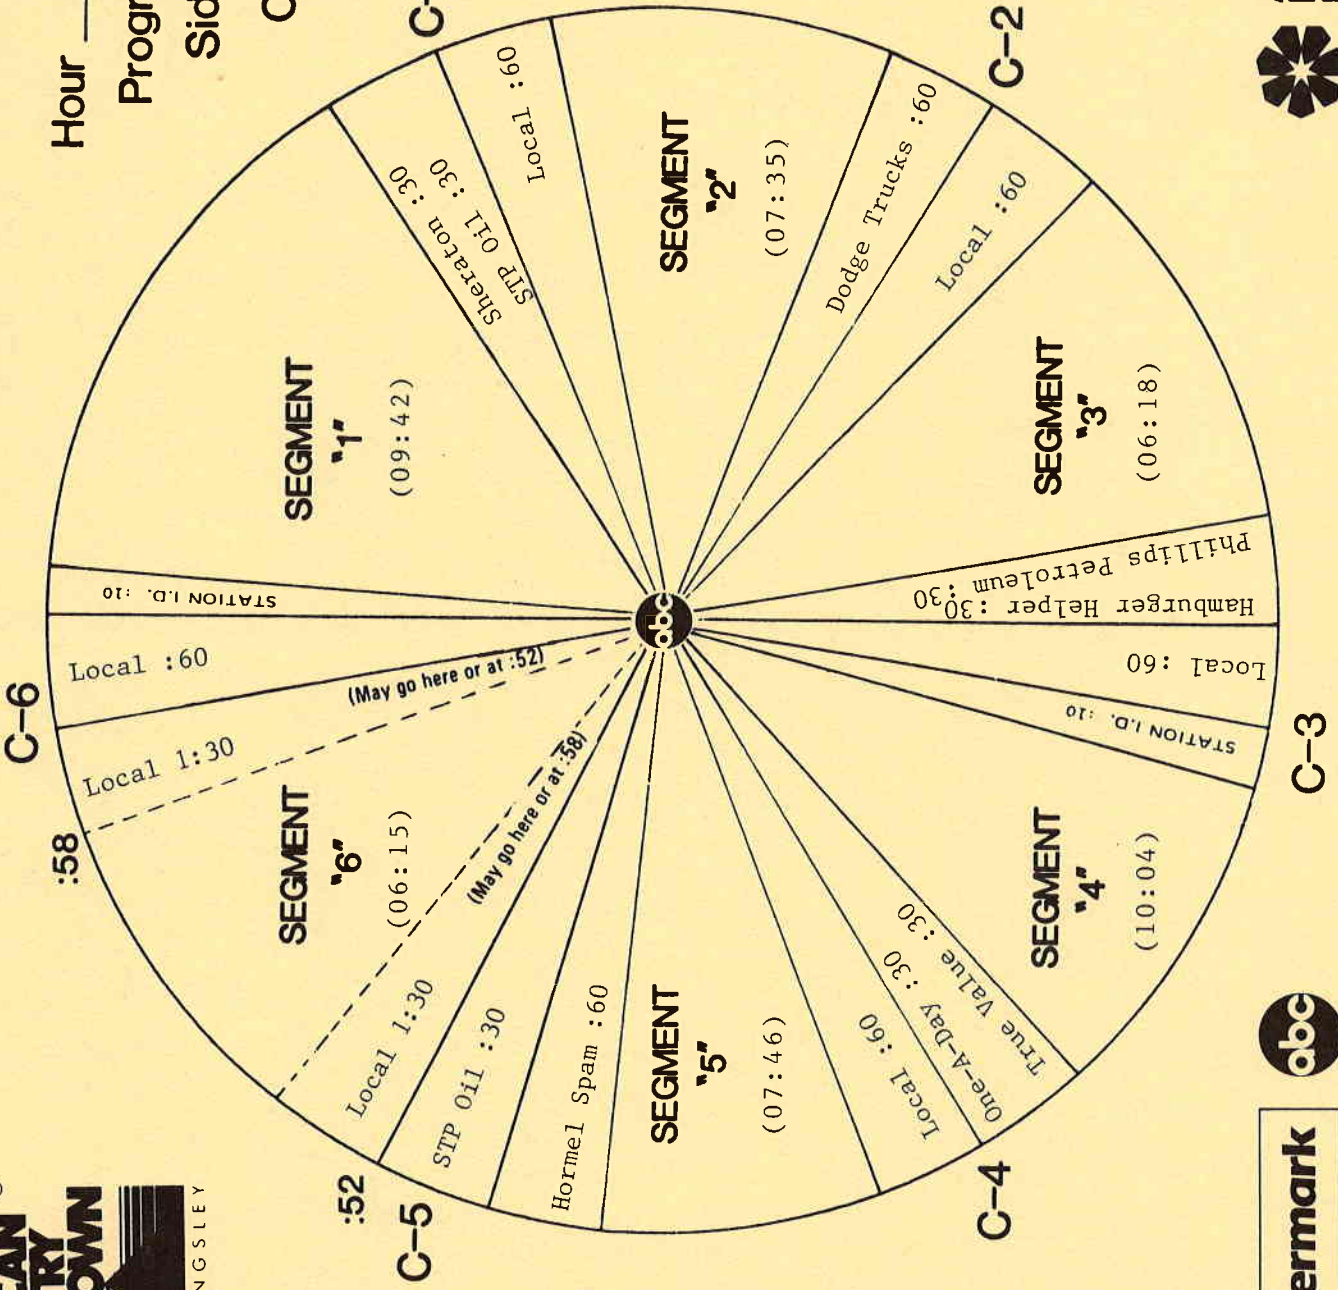 Hour
Progr
Sid
C
C-
C-2
SEGMENT
"1"
(09:42)
Sheraton :30
STP Oil :30
Local :60
SEGMENT
"2"
(07:35)
Dodge Trucks :60
Local :60
SEGMENT
"3"
(06:18)
Phillips Petroleum :30
Hamburger Helper :30
Local :60
C-3
STATION I.D. :10
SEGMENT
"4"
(10:04)
True Value :30
One-A-Day :30
C-4
Local :60
SEGMENT
"5"
(07:46)
Hormel Spam :60
STP Oil :30
C-5
:52
Local 1:30
(May go here or at :58)
SEGMENT
"6"
(06:15)
:58
Local 1:30
(May go here or at :52)
Local :60
C-6
STATION I.D. :10
abc
CAN
TRY
OWN
NGSLEY
abc
ermark